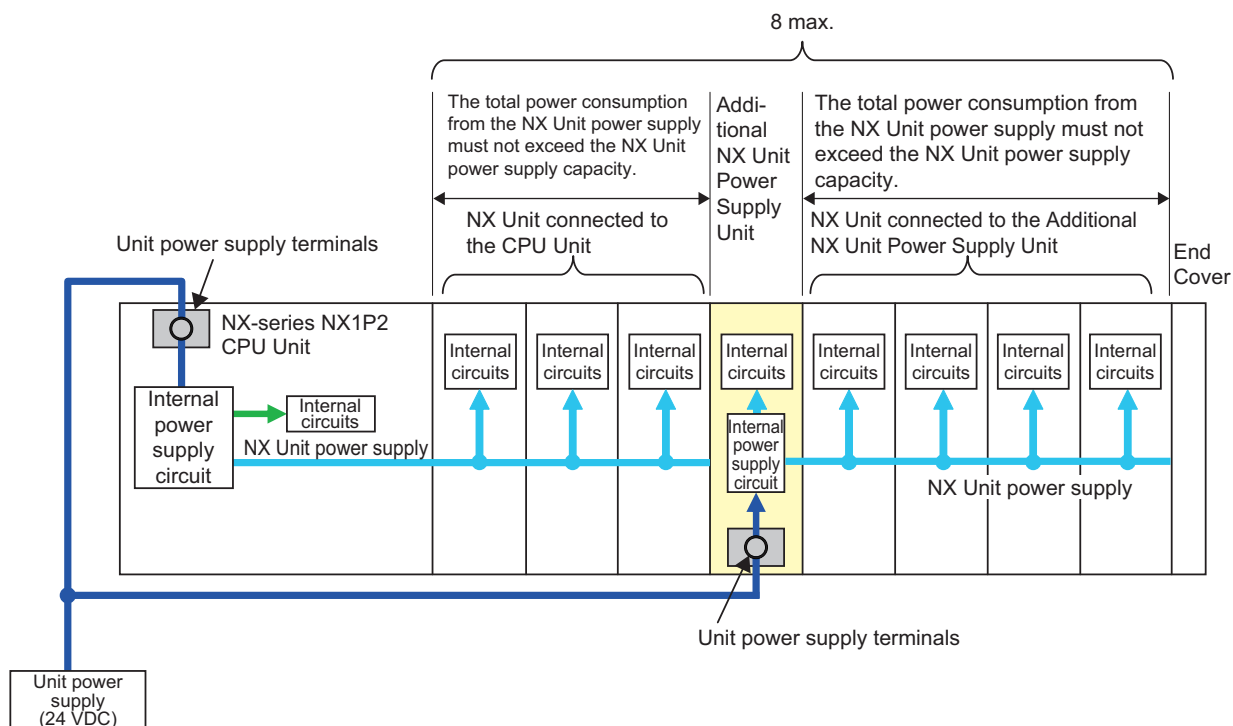 8 max.
The total power consumption
from the NX Unit power supply
must not exceed the NX Unit
power supply capacity.
Addi-
tional
NX Unit
Power
Supply
Unit
The total power consumption from
the NX Unit power supply must not
exceed the NX Unit power supply
capacity.
NX Unit connected to
the CPU Unit
NX Unit connected to the Additional
NX Unit Power Supply Unit
End
Cover
Unit power supply terminals
NX-series NX1P2
CPU Unit
Internal
power
supply
circuit
Internal
circuits
NX Unit power supply
Internal
circuits
Internal
circuits
Internal
circuits
Internal
circuits
Internal
power
supply
circuit
Internal
circuits
Internal
circuits
Internal
circuits
Internal
circuits
NX Unit power supply
Unit power supply terminals
Unit power
supply
(24 VDC)